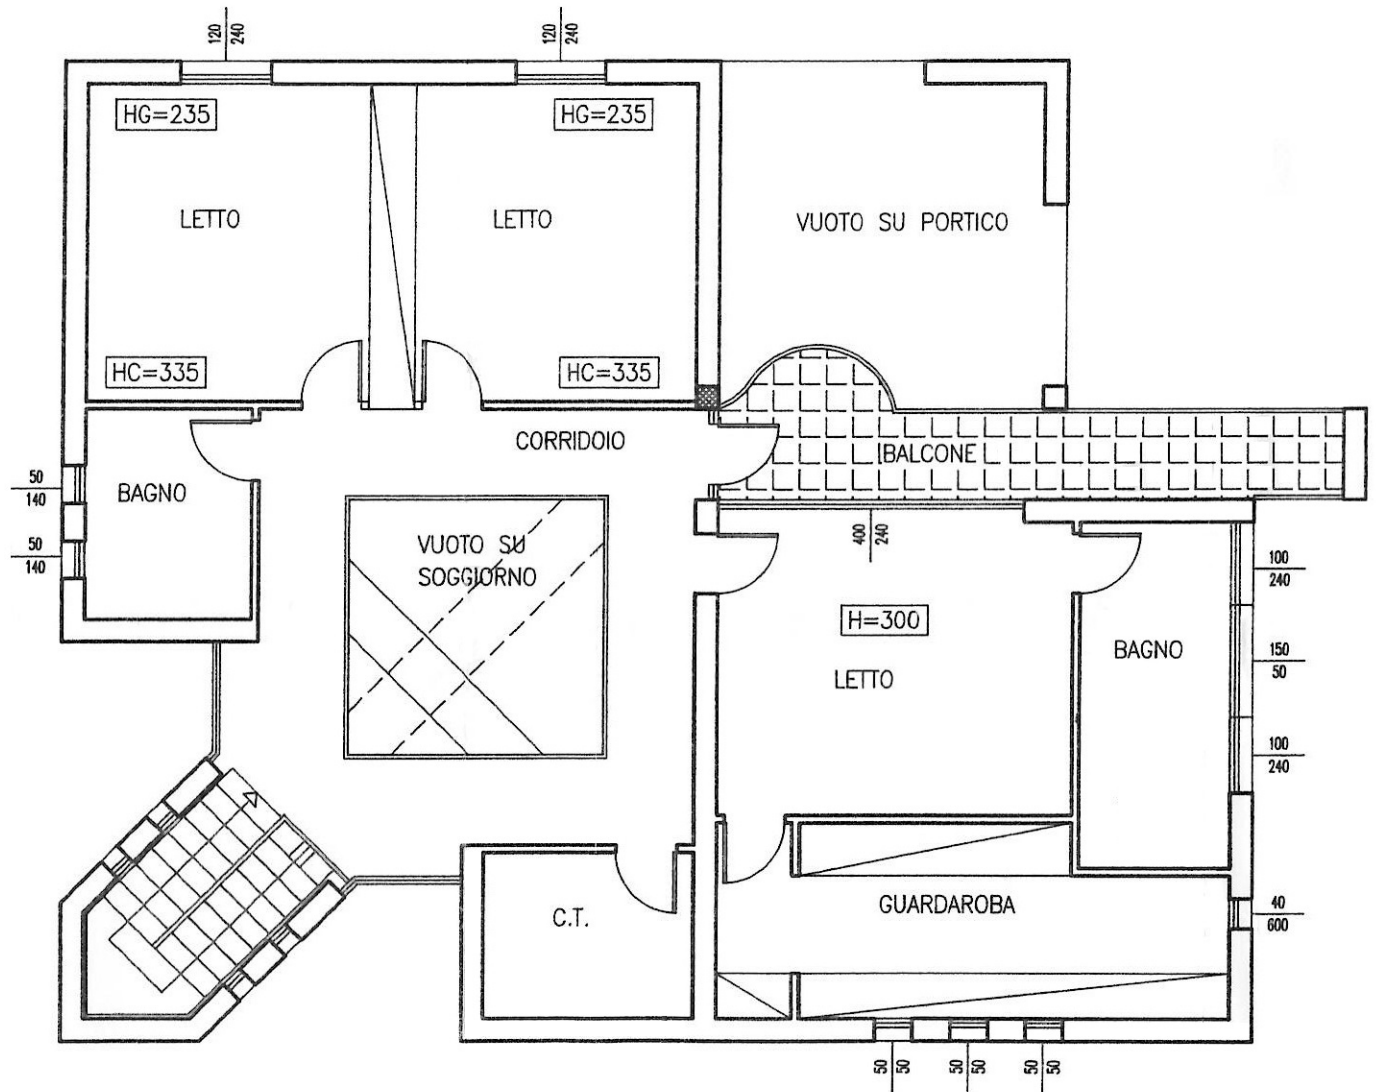 120
240
120
240
HG=235
HG=235
LETTO
LETTO
VUOTO SU PORTICO
HC=335
HC=335
CORRIDOIO
BALCONE
50
140
BAGNO
50
140
VUOTO SU
SOGGIORNO
400
240
100
240
H=300
LETTO
BAGNO
150
50
100
240
C.T.
GUARDAROBA
40
600
50
50
50
50
50
50